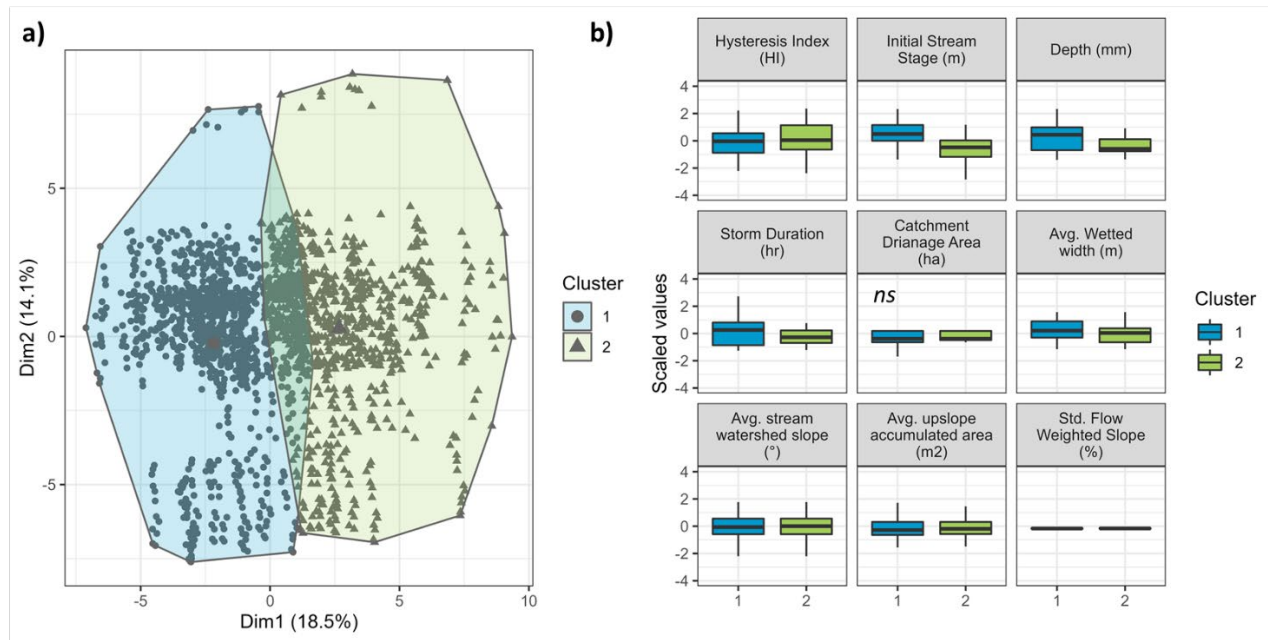 a)
5
0
-5
Dim2 (14.1%)
-5
0
5
10
Dim1 (18.5%)
Cluster
1
2
b)
Hysteresis Index
(HI)
Initial Stream
Stage (m)
Depth (mm)
4
2
0
-2
-4
Storm Duration
(hr)
Catchment
Drianage Area
(ha)
Avg. Wetted
width (m)
4
2
0
-2
-4
ns
Scaled values
Avg. stream
watershed slope
(°)
Avg. upslope
accumulated area
(m2)
Std. Flow
Weighted Slope
(%)
4
2
0
-2
-4
1
2
1
2
1
2
Cluster
1
2